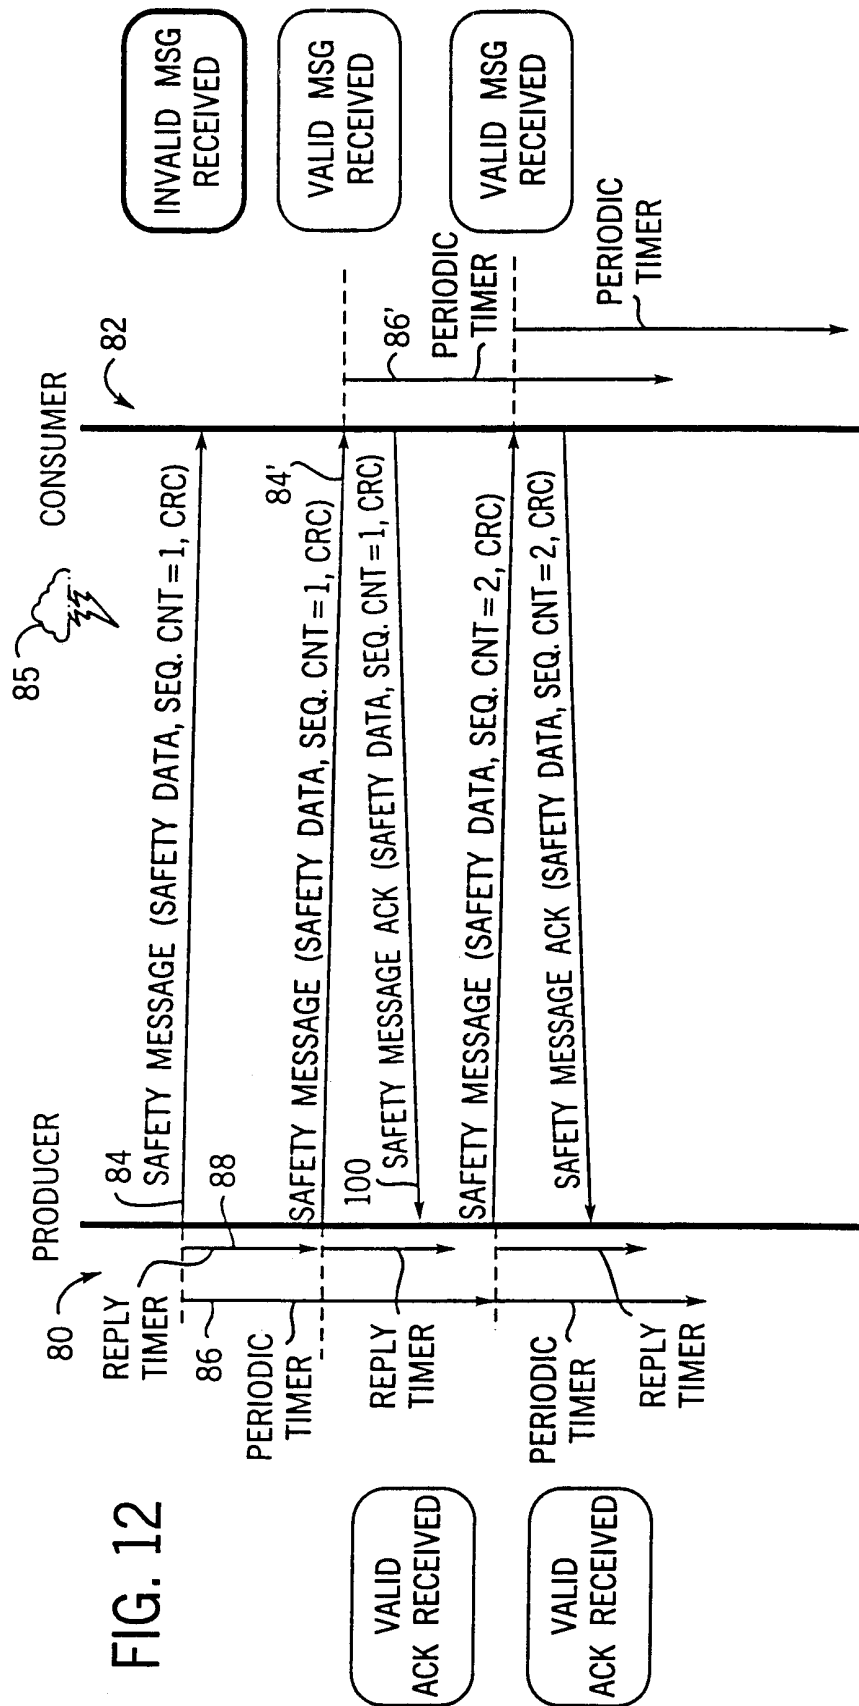 FIG. 12
80
PRODUCER
85
CONSUMER
82
REPLY
TIMER
84
SAFETY MESSAGE (SAFETY DATA, SEQ. CNT=1, CRC)
INVALID MSG
RECEIVED
86
88
PERIODIC
TIMER
SAFETY MESSAGE (SAFETY DATA, SEQ. CNT=1, CRC)
84'
VALID MSG
RECEIVED
VALID
ACK RECEIVED
REPLY
TIMER
100
SAFETY MESSAGE ACK (SAFETY DATA, SEQ. CNT=1, CRC)
86'
PERIODIC
TIMER
SAFETY MESSAGE (SAFETY DATA, SEQ. CNT=2, CRC)
VALID MSG
RECEIVED
VALID
ACK RECEIVED
PERIODIC
TIMER
SAFETY MESSAGE ACK (SAFETY DATA, SEQ. CNT=2, CRC)
PERIODIC
TIMER
REPLY
TIMER